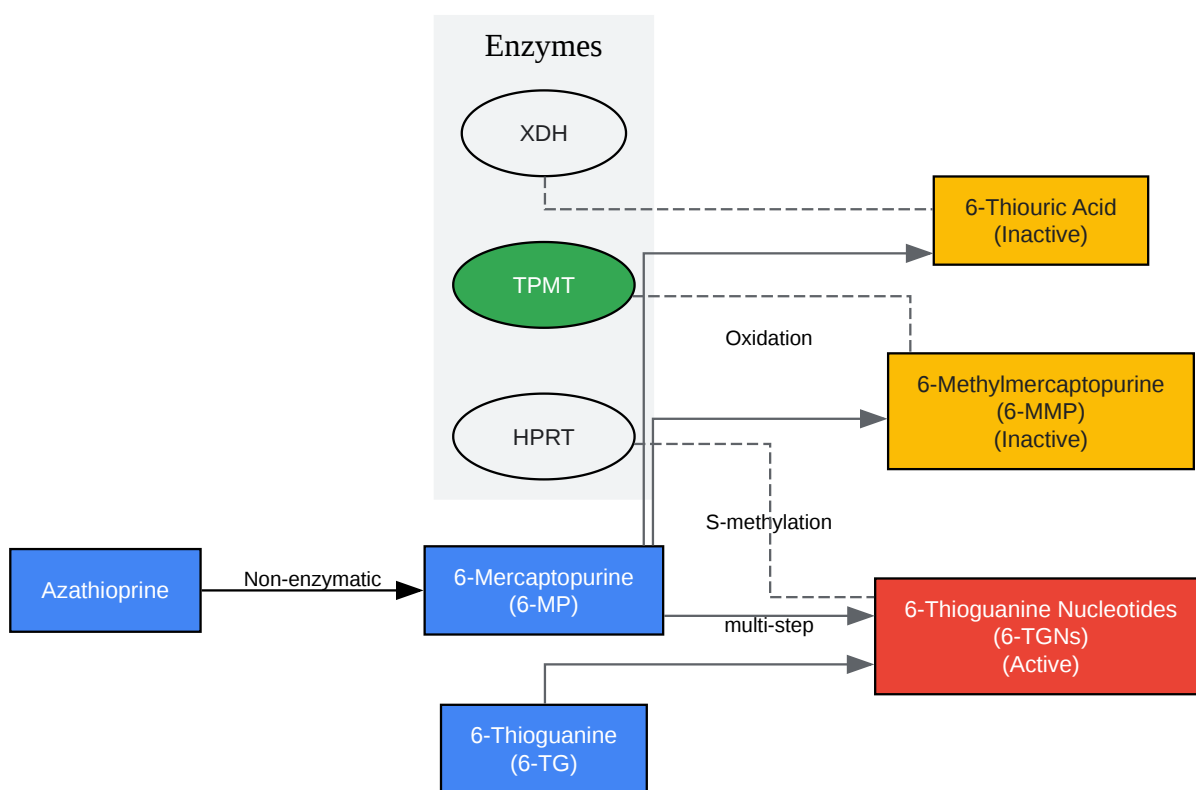 Enzymes
XDH
6-Thiouric Acid
(Inactive)
TPMT
Oxidation
6-Methylmercaptopurine
(6-MMP)
(Inactive)
HPRT
S-methylation
Azathioprine
Non-enzymatic
6-Mercaptopurine
(6-MP)
multi-step
6-Thioguanine Nucleotides
(6-TGNs)
(Active)
6-Thioguanine
(6-TG)